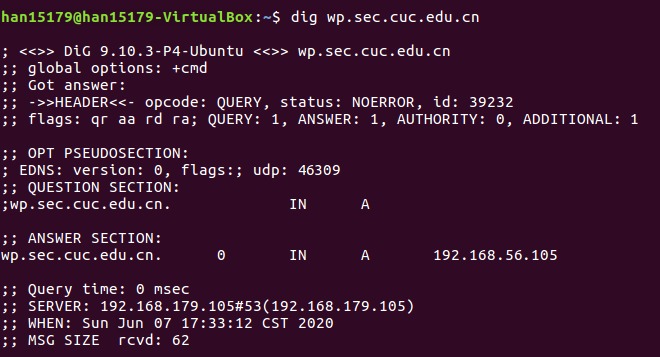 han15179@han15179-VirtualBox:~$ dig wp.sec.cuc.edu.cn

; <<>> DiG 9.10.3-P4-Ubuntu <<>> wp.sec.cuc.edu.cn
;; global options: +cmd
;; Got answer:
;; ->>HEADER<<- opcode: QUERY, status: NOERROR, id: 39232
;; flags: qr aa rd ra; QUERY: 1, ANSWER: 1, AUTHORITY: 0, ADDITIONAL: 1

;; OPT PSEUDOSECTION:
; EDNS: version: 0, flags:; udp: 46309
;; QUESTION SECTION:
;wp.sec.cuc.edu.cn.		IN	A

;; ANSWER SECTION:
wp.sec.cuc.edu.cn.	0	IN	A	192.168.56.105

;; Query time: 0 msec
;; SERVER: 192.168.179.105#53(192.168.179.105)
;; WHEN: Sun Jun 07 17:33:12 CST 2020
;; MSG SIZE  rcvd: 62